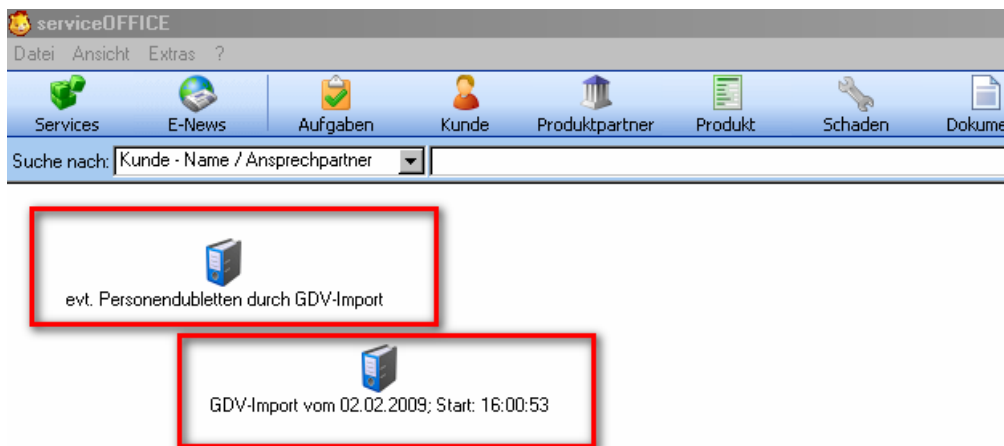 serviceOFFICE
Datei Ansicht Extras ?
Services E-News Aufgaben Kunde Produktpartner Produkt Schaden Dokume
Suche nach: Kunde - Name / Ansprechpartner
evt. Personendubletten durch GDV-Import
GDV-Import vom 02.02.2009; Start: 16:00:53